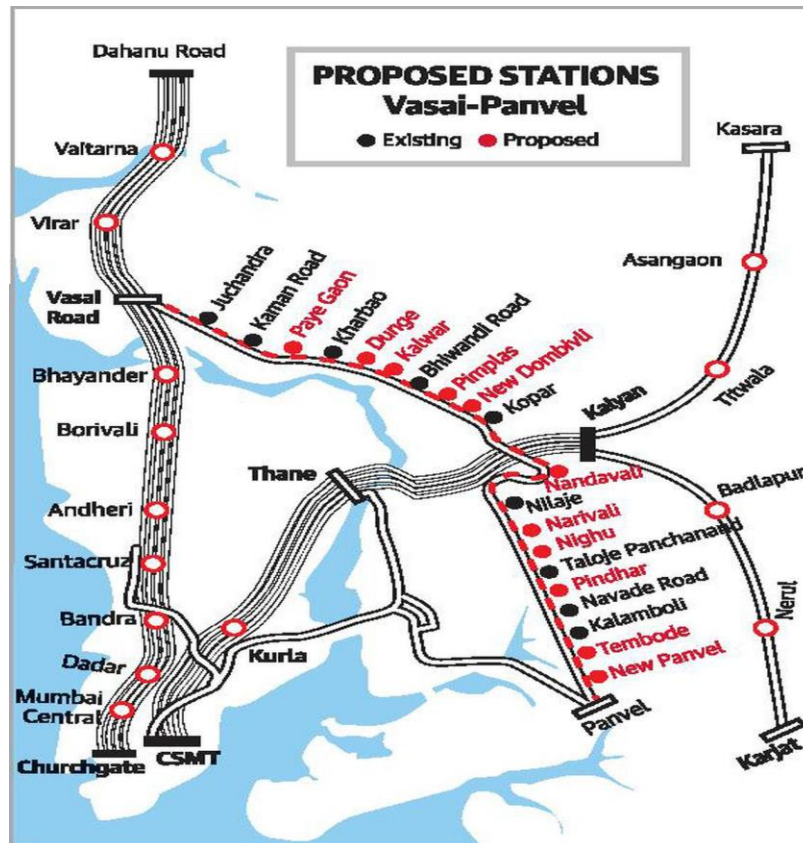 Dahanu Road
PROPOSED STATIONS
Vasai-Panvel
Existing Proposed
Kasara
Valtarna
Virar
Asangaon
Vasal
Road
Juchandra
Kaman Road
Paye Gaon
Kharbao
Dunge
Kalwar
Bhiwandi Road
Pimplas
New Dombivli
Kopar
Bhayander
Titwala
Kalyan
Borivali
Thane
Nandavali
Badlapur
Andheri
Nilaje
Narivali
Nighu
Taloje Panchanand
Santacruz
Pindhar
Navade Road
Bandra
Kalamboli
Nerul
Kurla
Tembode
Dadar
New Panvel
Mumbai
Central
Panvel
CSMT
Churchgate
Karjat